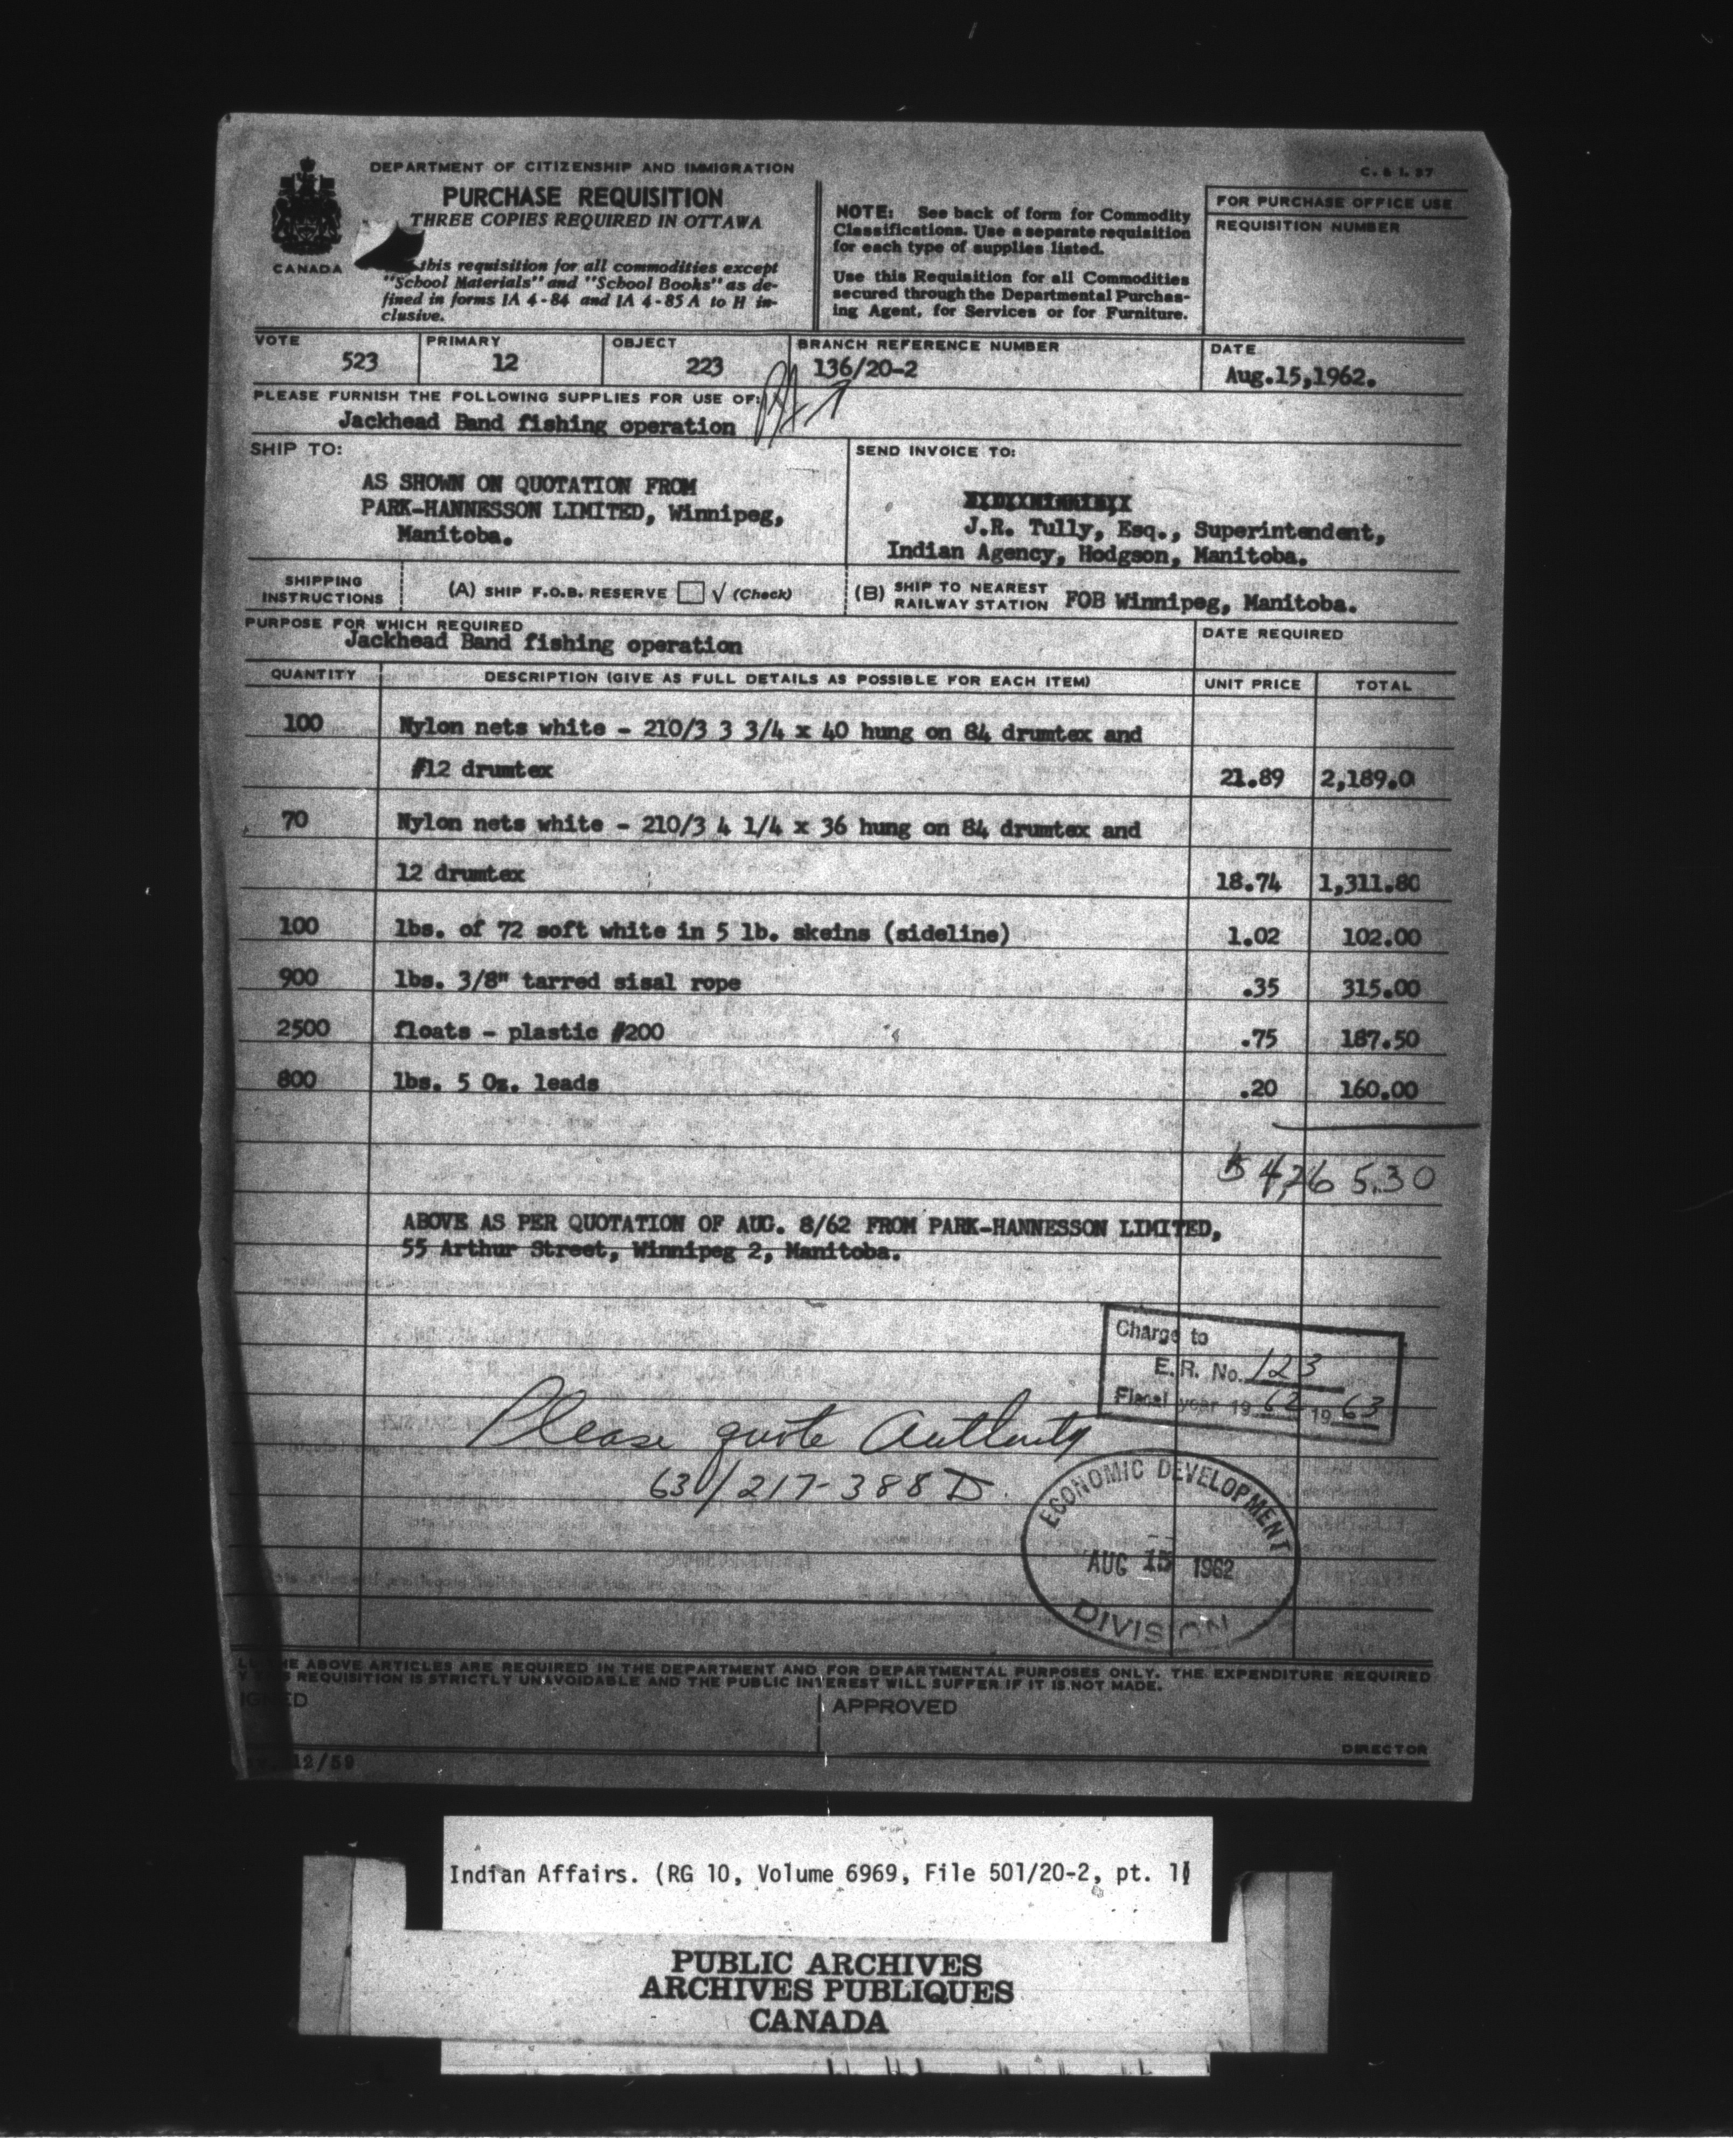 C. & I. 57
DEPARTMENT OF CITIZENSHIP AND IMMIGRATION
PURCHASE REQUISITION
THREE COPIES REQUIRED IN OTTAWA
CANADA
this requisition for all commodities except
"School Materials" and "School Books" as de-
fined in forms IA 4-84 and IA 4-85 A to H in-
clusive.
NOTE: See back of form for Commodity
Classifications. Use a separate requisition
for each type of supplies listed.
Use this Requisition for all Commodities
secured through the Departmental Purchas-
ing Agent, for Services or for Furniture.
FOR PURCHASE OFFICE USE
REQUISITION NUMBER
VOTE 523 PRIMARY 12 OBJECT 223 BRANCH REFERENCE NUMBER 136/20-2 DATE Aug.15,1962.
PLEASE FURNISH THE FOLLOWING SUPPLIES FOR USE OF:
Jackhead Band fishing operation
SHIP TO:
AS SHOWN ON QUOTATION FROM
PARK-HANNESSON LIMITED, Winnipeg,
Manitoba.
SEND INVOICE TO:
J.R. Tully, Esq., Superintendent,
Indian Agency, Hodgson, Manitoba.
SHIPPING INSTRUCTIONS (A) SHIP F.O.B. RESERVE √ (Check) (B) SHIP TO NEAREST RAILWAY STATION FOB Winnipeg, Manitoba.
PURPOSE FOR WHICH REQUIRED
Jackhead Band fishing operation
DATE REQUIRED
QUANTITY DESCRIPTION (GIVE AS FULL DETAILS AS POSSIBLE FOR EACH ITEM) UNIT PRICE TOTAL
100 Nylon nets white - 210/3 3 3/4 x 40 hung on 84 drumtex and
#12 drumtex 21.89 2,189.0
70 Nylon nets white - 210/3 4 1/4 x 36 hung on 84 drumtex and
12 drumtex 18.74 1,311.80
100 lbs. of 72 soft white in 5 lb. skeins (sideline) 1.02 102.00
900 lbs. 3/8" tarred sisal rope .35 315.00
2500 floats - plastic #200 .75 187.50
800 lbs. 5 Oz. leads .20 160.00
$ 4,265.30
ABOVE AS PER QUOTATION OF AUG. 8/62 FROM PARK-HANNESSON LIMITED,
55 Arthur Street, Winnipeg 2, Manitoba.
Charge to
E.R. No. 123
Fiscal year 1962 1963
Please quote Authority
63/217-388 D.
ECONOMIC DEVELOPMENT
AUG 15 1962
DIVISION
THE ABOVE ARTICLES ARE REQUIRED IN THE DEPARTMENT AND FOR DEPARTMENTAL PURPOSES ONLY. THE EXPENDITURE REQUIRED
REQUISITION IS STRICTLY UNAVOIDABLE AND THE PUBLIC INTEREST WILL SUFFER IF IT IS NOT MADE.
APPROVED
DIRECTOR
12/59
Indian Affairs. (RG 10, Volume 6969, File 501/20-2, pt. 1)
PUBLIC ARCHIVES
ARCHIVES PUBLIQUES
CANADA